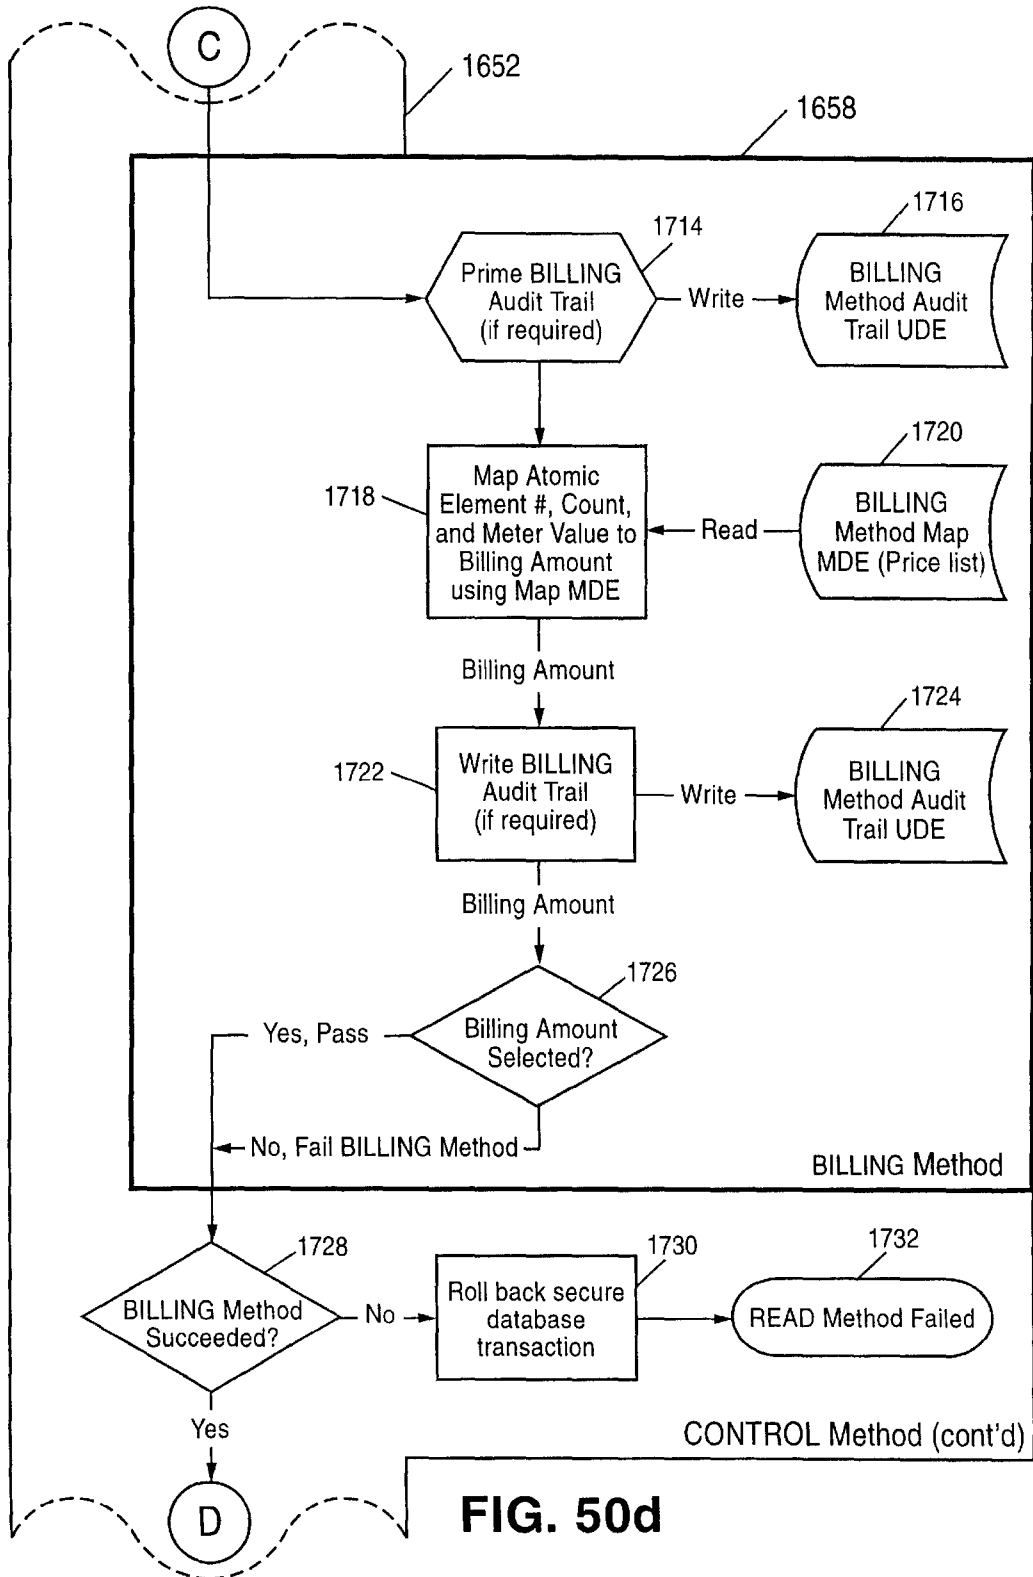 C
1652
1658
1714
1716
Prime BILLING
Audit Trail
(if required)
Write
BILLING
Method Audit
Trail UDE
1718
1720
Map Atomic
Element #, Count,
and Meter Value to
Billing Amount
using Map MDE
Read
BILLING
Method Map
MDE (Price list)
Billing Amount
1722
1724
Write BILLING
Audit Trail
(if required)
Write
BILLING
Method Audit
Trail UDE
Billing Amount
1726
Billing Amount
Selected?
Yes, Pass
No, Fail BILLING Method
BILLING Method
1728
1730
1732
BILLING Method
Succeeded?
No
Roll back secure
database
transaction
READ Method Failed
Yes
CONTROL Method (cont'd)
D
FIG. 50d